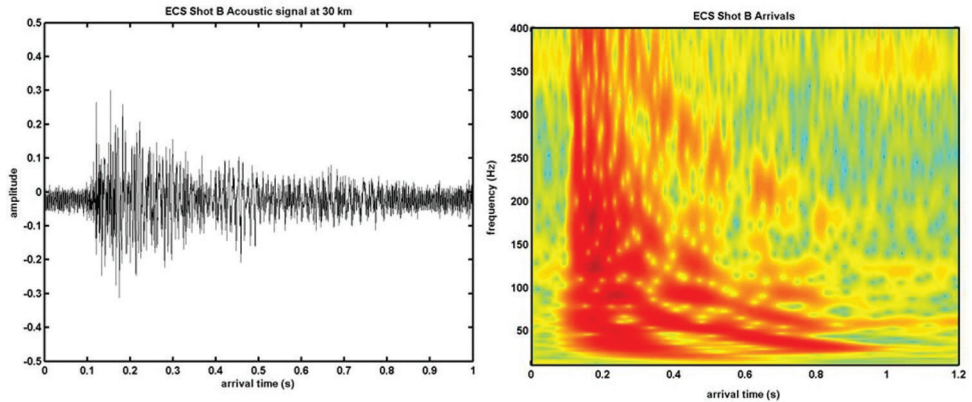 ECS Shot B Acoustic signal at 30 km
0.5
0.4
0.3
0.2
0.1
0
-0.1
-0.2
-0.3
-0.4
-0.5
amplitude
0 0.1 0.2 0.3 0.4 0.5 0.6 0.7 0.8 0.9 1
arrival time (s)
ECS Shot B Arrivals
400
350
300
250
200
150
100
50
frequency (Hz)
0 0.2 0.4 0.6 0.8 1 1.2
arrival time (s)